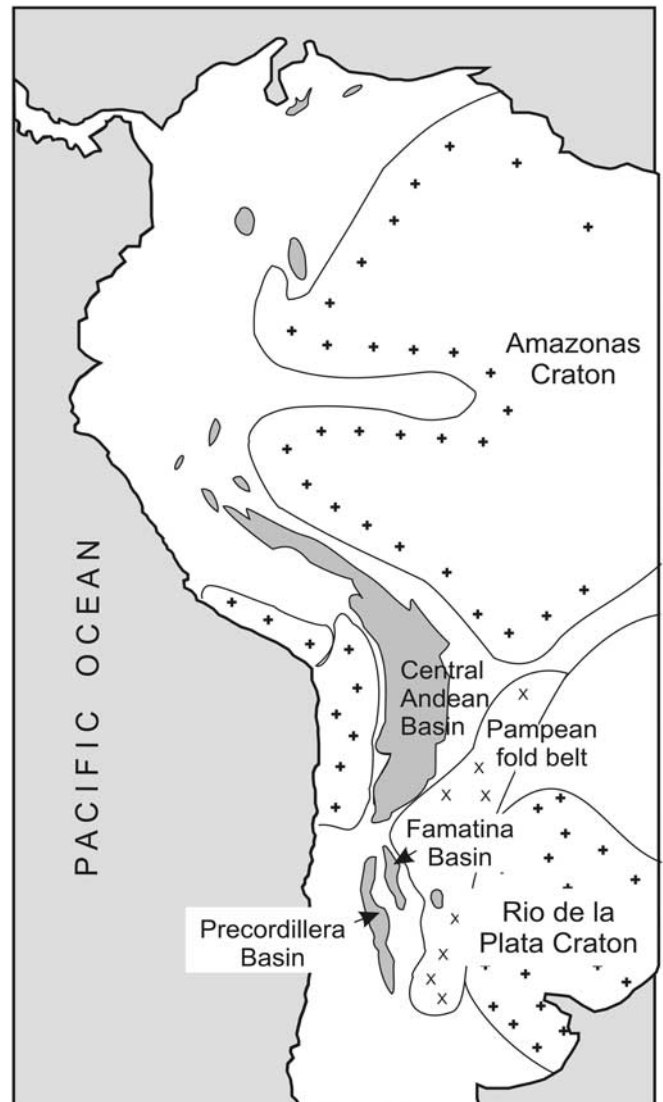 Amazonas
Craton
PACIFIC OCEAN
Central
Andean
Basin
Pampean
fold belt
Famatina
Basin
Precordillera
Basin
Rio de la
Plata Craton